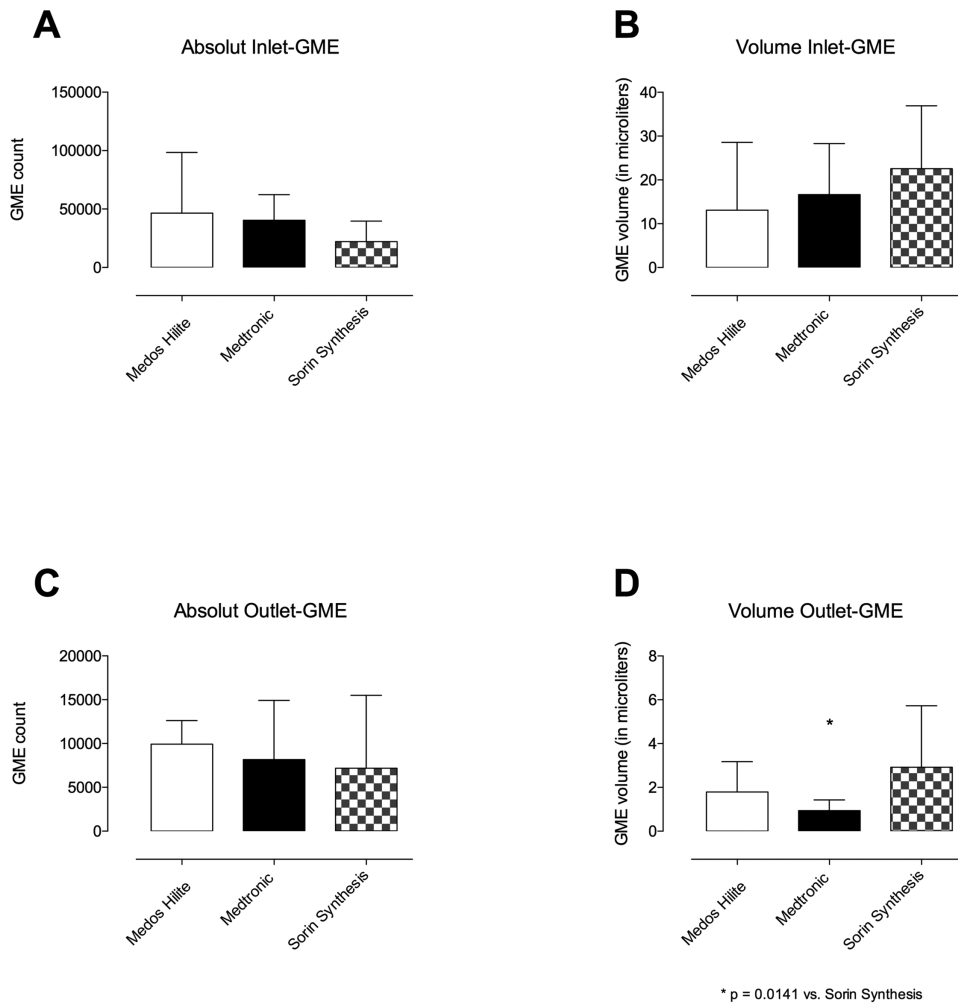 A
Absolut Inlet-GME
GME count
150000
100000
50000
0
Medos Hilite
Medtronic
Sorin Synthesis
B
Volume Inlet-GME
GME volume (in microliters)
40
30
20
10
0
Medos Hilite
Medtronic
Sorin Synthesis
C
Absolut Outlet-GME
GME count
20000
15000
10000
5000
0
Medos Hilite
Medtronic
Sorin Synthesis
D
Volume Outlet-GME
GME volume (in microliters)
8
6
4
2
0
*
Medos Hilite
Medtronic
Sorin Synthesis
* p = 0.0141 vs. Sorin Synthesis